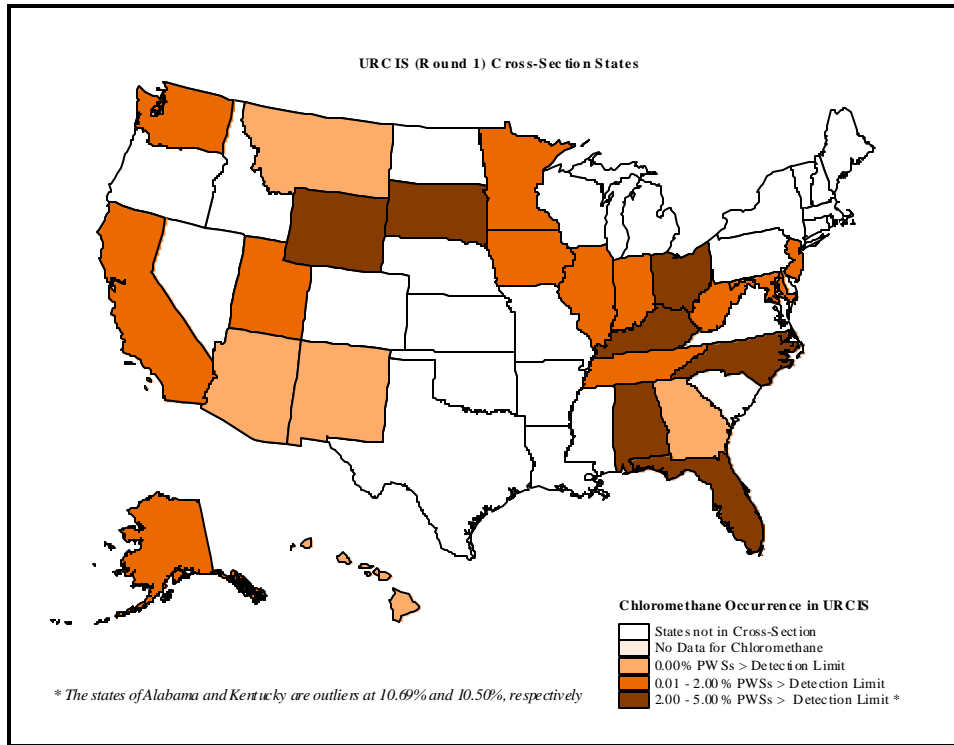 URCIS (Round 1) Cross-Section States
Chloromethane Occurrence in URCIS
States not in Cross-Section
No Data for Chloromethane
0.00% PWSs > Detection Limit
0.01 - 2.00% PWSs > Detection Limit
2.00 - 5.00% PWSs > Detection Limit *
* The states of Alabama and Kentucky are outliers at 10.69% and 10.50%, respectively